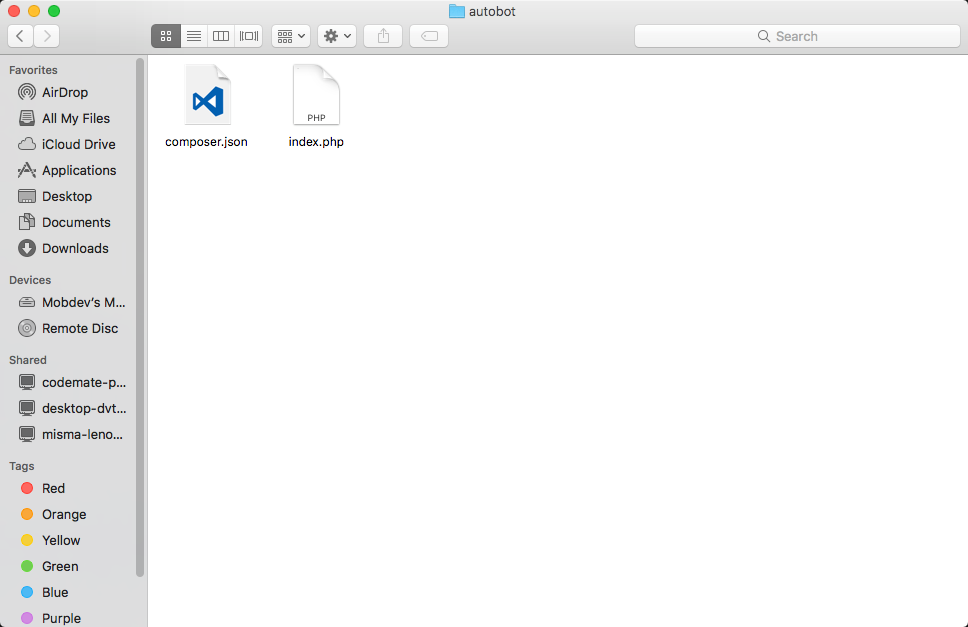 autobot
Search
Favorites
AirDrop
All My Files
iCloud Drive
Applications
Desktop
Documents
Downloads
Devices
Mobdev's M...
Remote Disc
Shared
codemate-p...
desktop-dvt...
misma-leno...
Tags
Red
Orange
Yellow
Green
Blue
Purple
PHP
composer.json
index.php